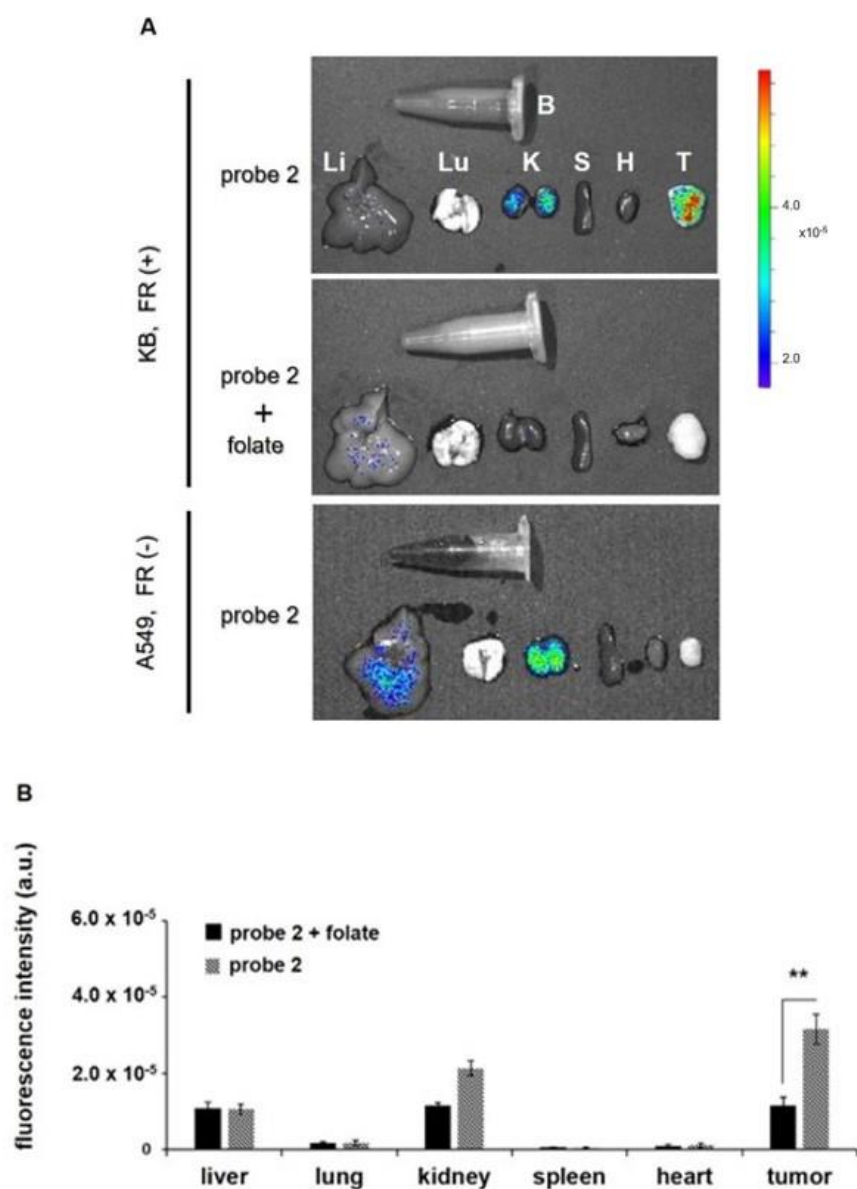 A
KB, FR (+)
probe 2
B
Li Lu K S H T
4.0
x10⁻⁵
2.0
probe 2
+
folate
A549, FR (-)
probe 2
B
fluorescence intensity (a.u.)
6.0 x 10⁻⁵
4.0 x 10⁻⁵
2.0 x 10⁻⁵
0
probe 2 + folate
probe 2
**
liver lung kidney spleen heart tumor